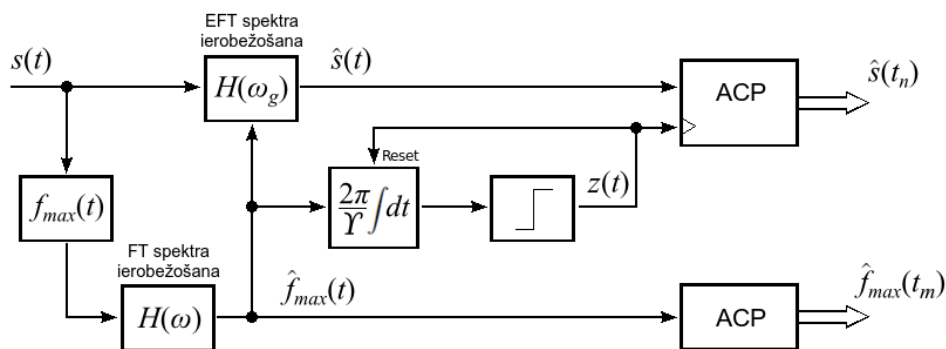 EFT spektra
ierobežošana
s(t)
H(ω_g)
ŝ(t)
ACP
ŝ(t_n)
Reset
f_max(t)
2π/ϒ ∫dt
z(t)
FT spektra
ierobežošana
H(ω)
f̂_max(t)
ACP
f̂_max(t_m)